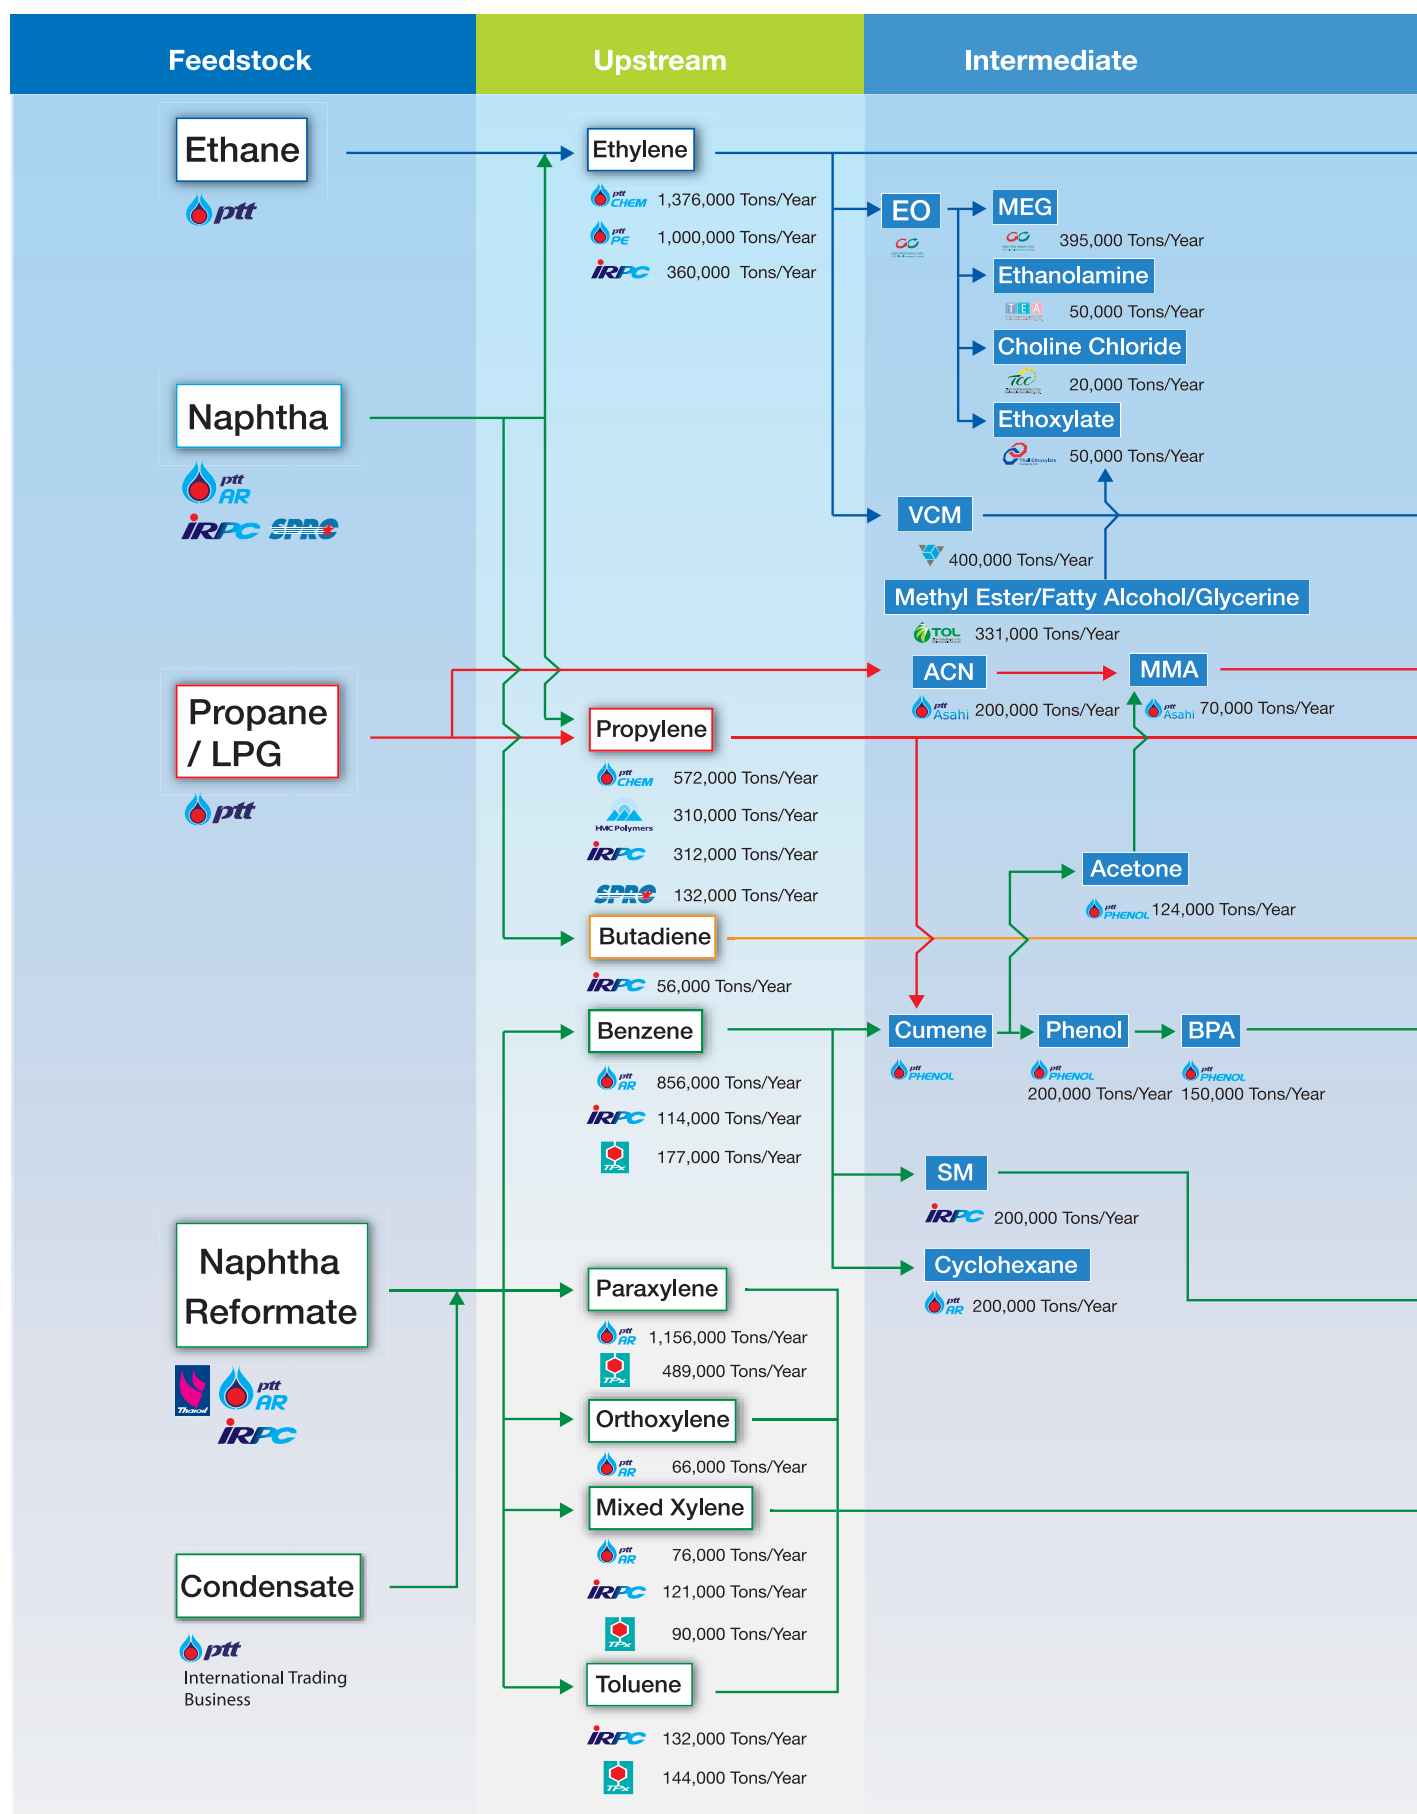 Feedstock
Upstream
Intermediate
Ethane
ptt
Naphtha
ptt
AR
IRPC SPRC
Propane
/ LPG
ptt
Naphtha
Reformate
Thaioil
ptt
AR
IRPC
Condensate
ptt
International Trading
Business
Ethylene
ptt
CHEM 1,376,000 Tons/Year
ptt
PE 1,000,000 Tons/Year
IRPC 360,000 Tons/Year
Propylene
ptt
CHEM 572,000 Tons/Year
HMC Polymers 310,000 Tons/Year
IRPC 312,000 Tons/Year
SPRC 132,000 Tons/Year
Butadiene
IRPC 56,000 Tons/Year
Benzene
ptt
AR 856,000 Tons/Year
IRPC 114,000 Tons/Year
TPX 177,000 Tons/Year
Paraxylene
ptt
AR 1,156,000 Tons/Year
TPX 489,000 Tons/Year
Orthoxylene
ptt
AR 66,000 Tons/Year
Mixed Xylene
ptt
AR 76,000 Tons/Year
IRPC 121,000 Tons/Year
TPX 90,000 Tons/Year
Toluene
IRPC 132,000 Tons/Year
TPX 144,000 Tons/Year
EO
MEG
395,000 Tons/Year
Ethanolamine
TEA 50,000 Tons/Year
Choline Chloride
TCC 20,000 Tons/Year
Ethoxylate
Thai Ethoxylate 50,000 Tons/Year
VCM
400,000 Tons/Year
Methyl Ester/Fatty Alcohol/Glycerine
TOL 331,000 Tons/Year
ACN
ptt
Asahi 200,000 Tons/Year
MMA
ptt
Asahi 70,000 Tons/Year
Acetone
ptt
PHENOL 124,000 Tons/Year
Cumene
ptt
PHENOL
Phenol
ptt
PHENOL
200,000 Tons/Year
BPA
ptt
PHENOL
150,000 Tons/Year
SM
IRPC 200,000 Tons/Year
Cyclohexane
ptt
AR 200,000 Tons/Year